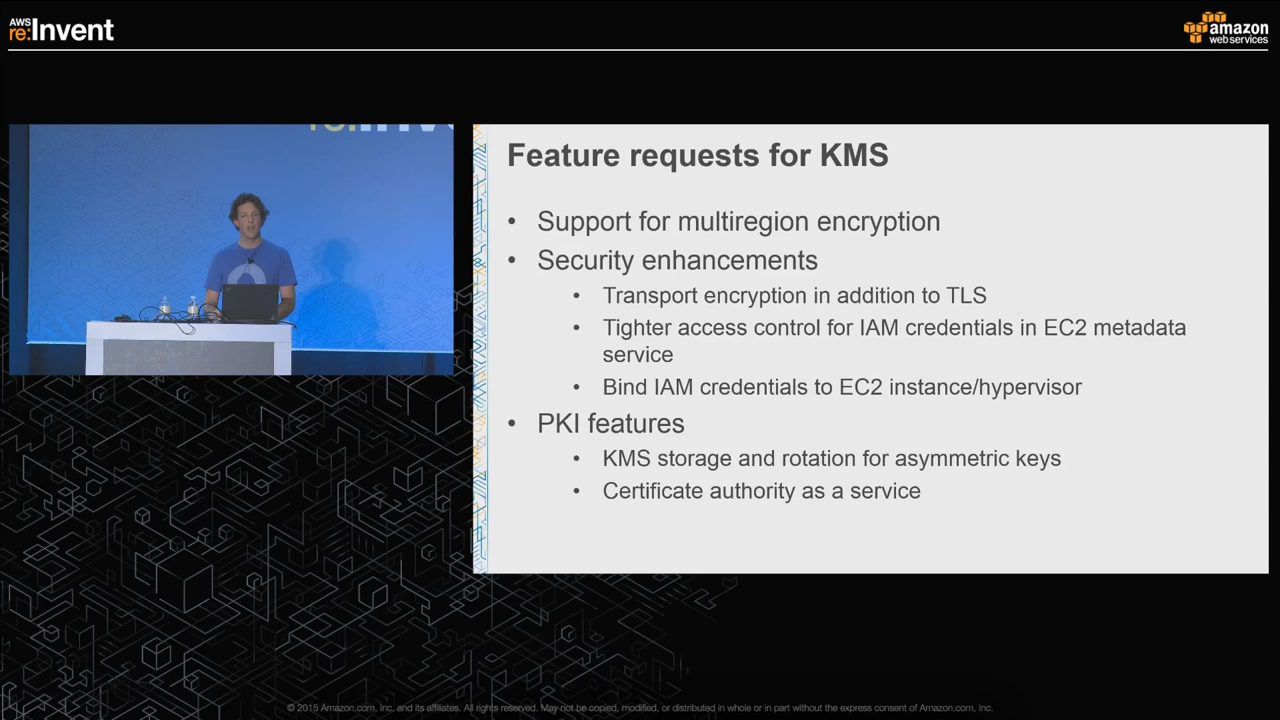 AWS
re:Invent
amazon
web services
Feature requests for KMS
• Support for multiregion encryption
• Security enhancements
• Transport encryption in addition to TLS
• Tighter access control for IAM credentials in EC2 metadata
service
• Bind IAM credentials to EC2 instance/hypervisor
• PKI features
• KMS storage and rotation for asymmetric keys
• Certificate authority as a service
© 2015 Amazon.com, Inc. and its affiliates. All rights reserved. May not be copied, modified, or distributed in whole or in part without the express consent of Amazon.com, Inc.